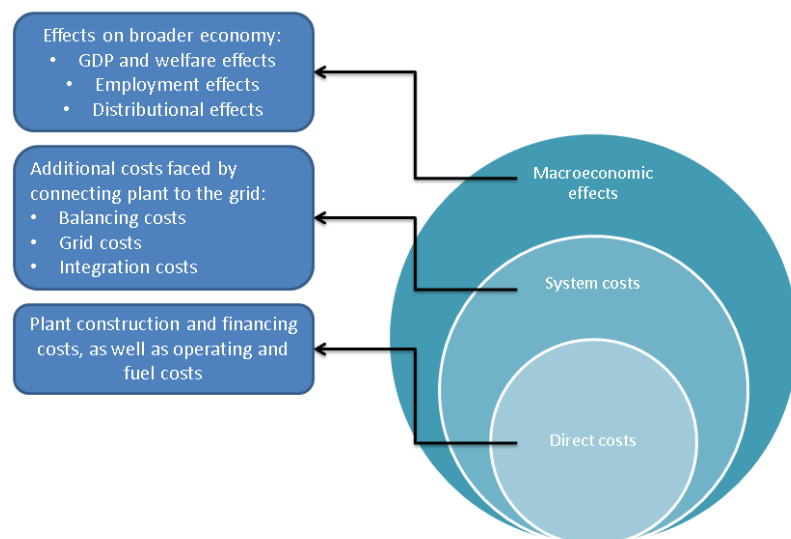 Effects on broader economy:
• GDP and welfare effects
• Employment effects
• Distributional effects
Additional costs faced by
connecting plant to the grid:
• Balancing costs
• Grid costs
• Integration costs
Plant construction and financing
costs, as well as operating and
fuel costs
Macroeconomic
effects
System costs
Direct costs